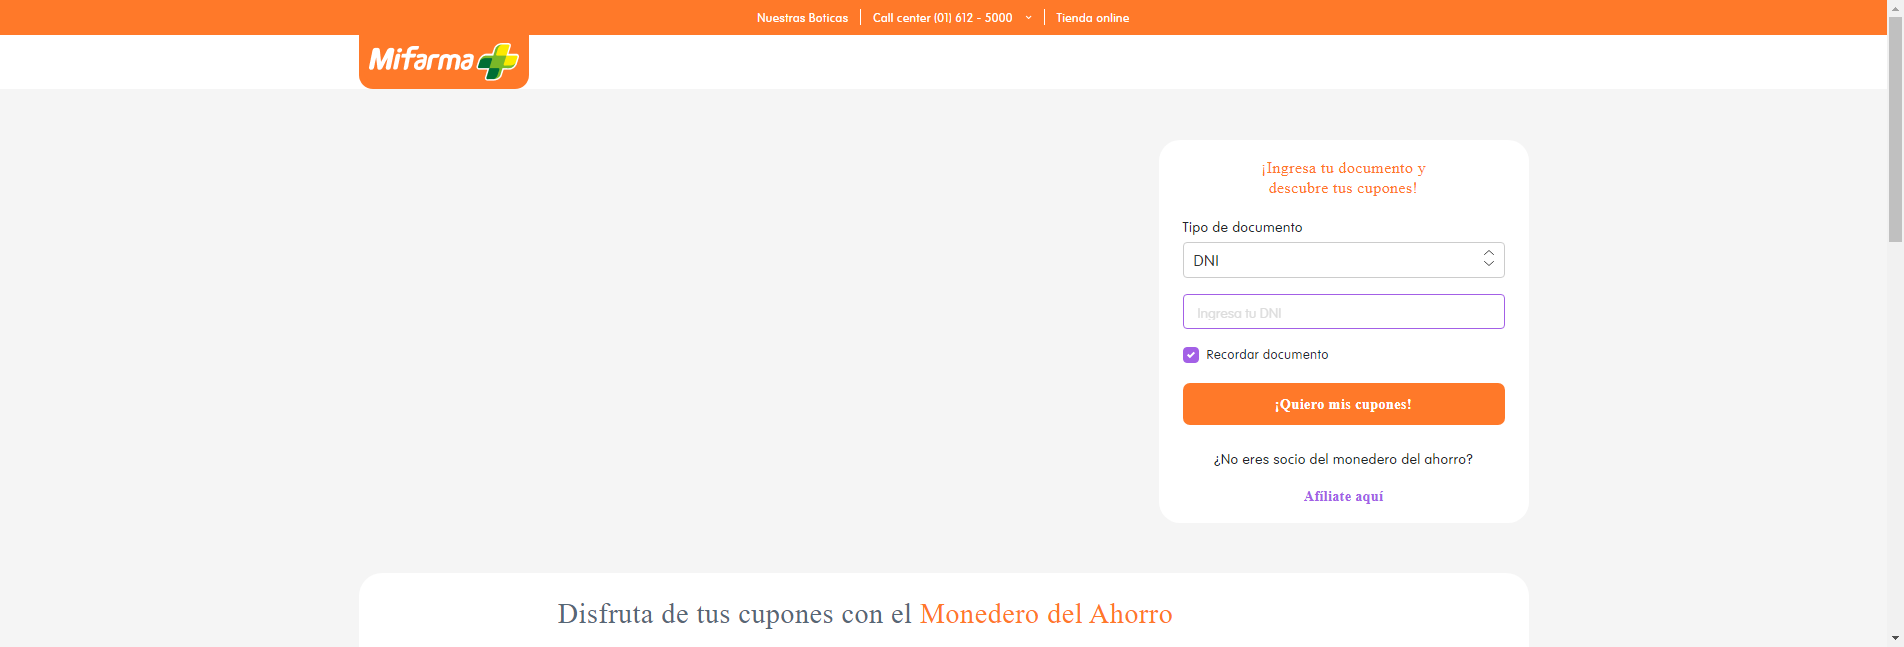 Nuestras Boticas
Call center (01) 612 - 5000
Tienda online
Mifarma
¡Ingresa tu documento y
descubre tus cupones!
Tipo de documento
DNI
Ingresa tu DNI
Recordar documento
¡Quiero mis cupones!
¿No eres socio del monedero del ahorro?
Afíliate aquí
Disfruta de tus cupones con el Monedero del Ahorro